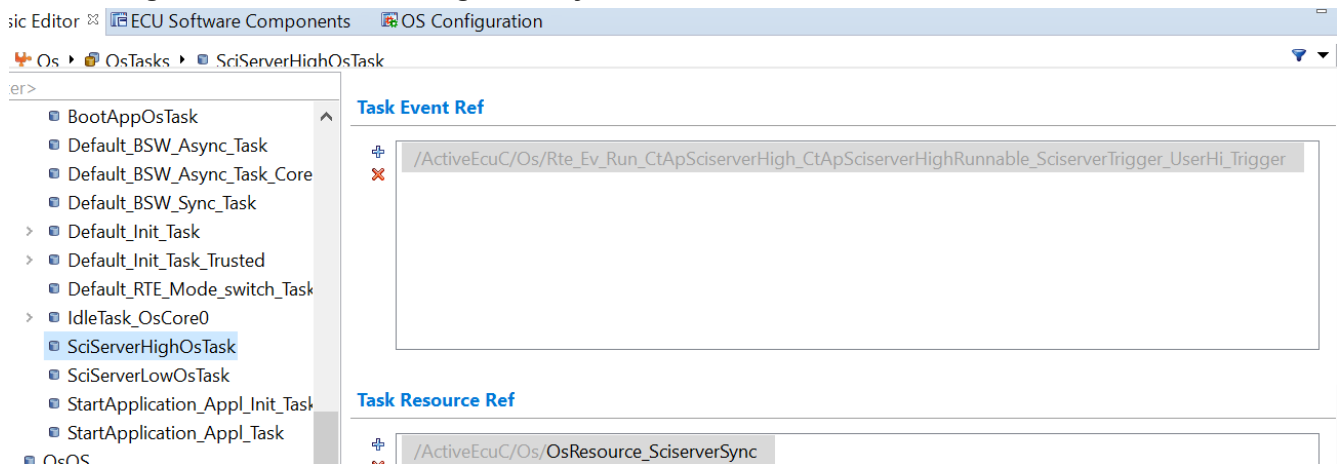 sic Editor ECU Software Components OS Configuration
Os OsTasks SciServerHighOsTask
er>
BootAppOsTask
Default_BSW_Async_Task
Default_BSW_Async_Task_Core
Default_BSW_Sync_Task
Default_Init_Task
Default_Init_Task_Trusted
Default_RTE_Mode_switch_Task
IdleTask_OsCore0
SciServerHighOsTask
SciServerLowOsTask
StartApplication_Appl_Init_Task
StartApplication_Appl_Task
OsOS
Task Event Ref
/ActiveEcuC/Os/Rte_Ev_Run_CtApSciserverHigh_CtApSciserverHighRunnable_SciserverTrigger_UserHi_Trigger
Task Resource Ref
/ActiveEcuC/Os/OsResource_SciserverSync